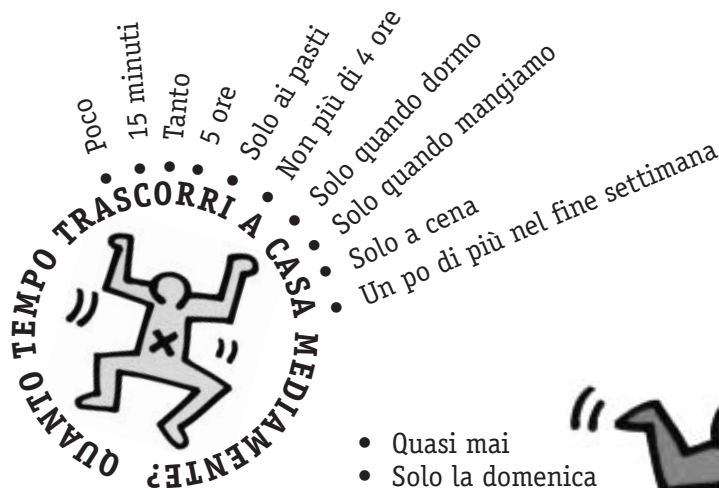 QUANTO TEMPO TRASCORRI A CASA MEDIAMENTE?
• Poco
• 15 minuti
• Tanto
• 5 ore
• Solo ai pasti
• Non più di 4 ore
• Solo quando dormo
• Solo quando mangiamo
• Solo a cena
• Un po di più nel fine settimana
• Quasi mai
• Solo la domenica